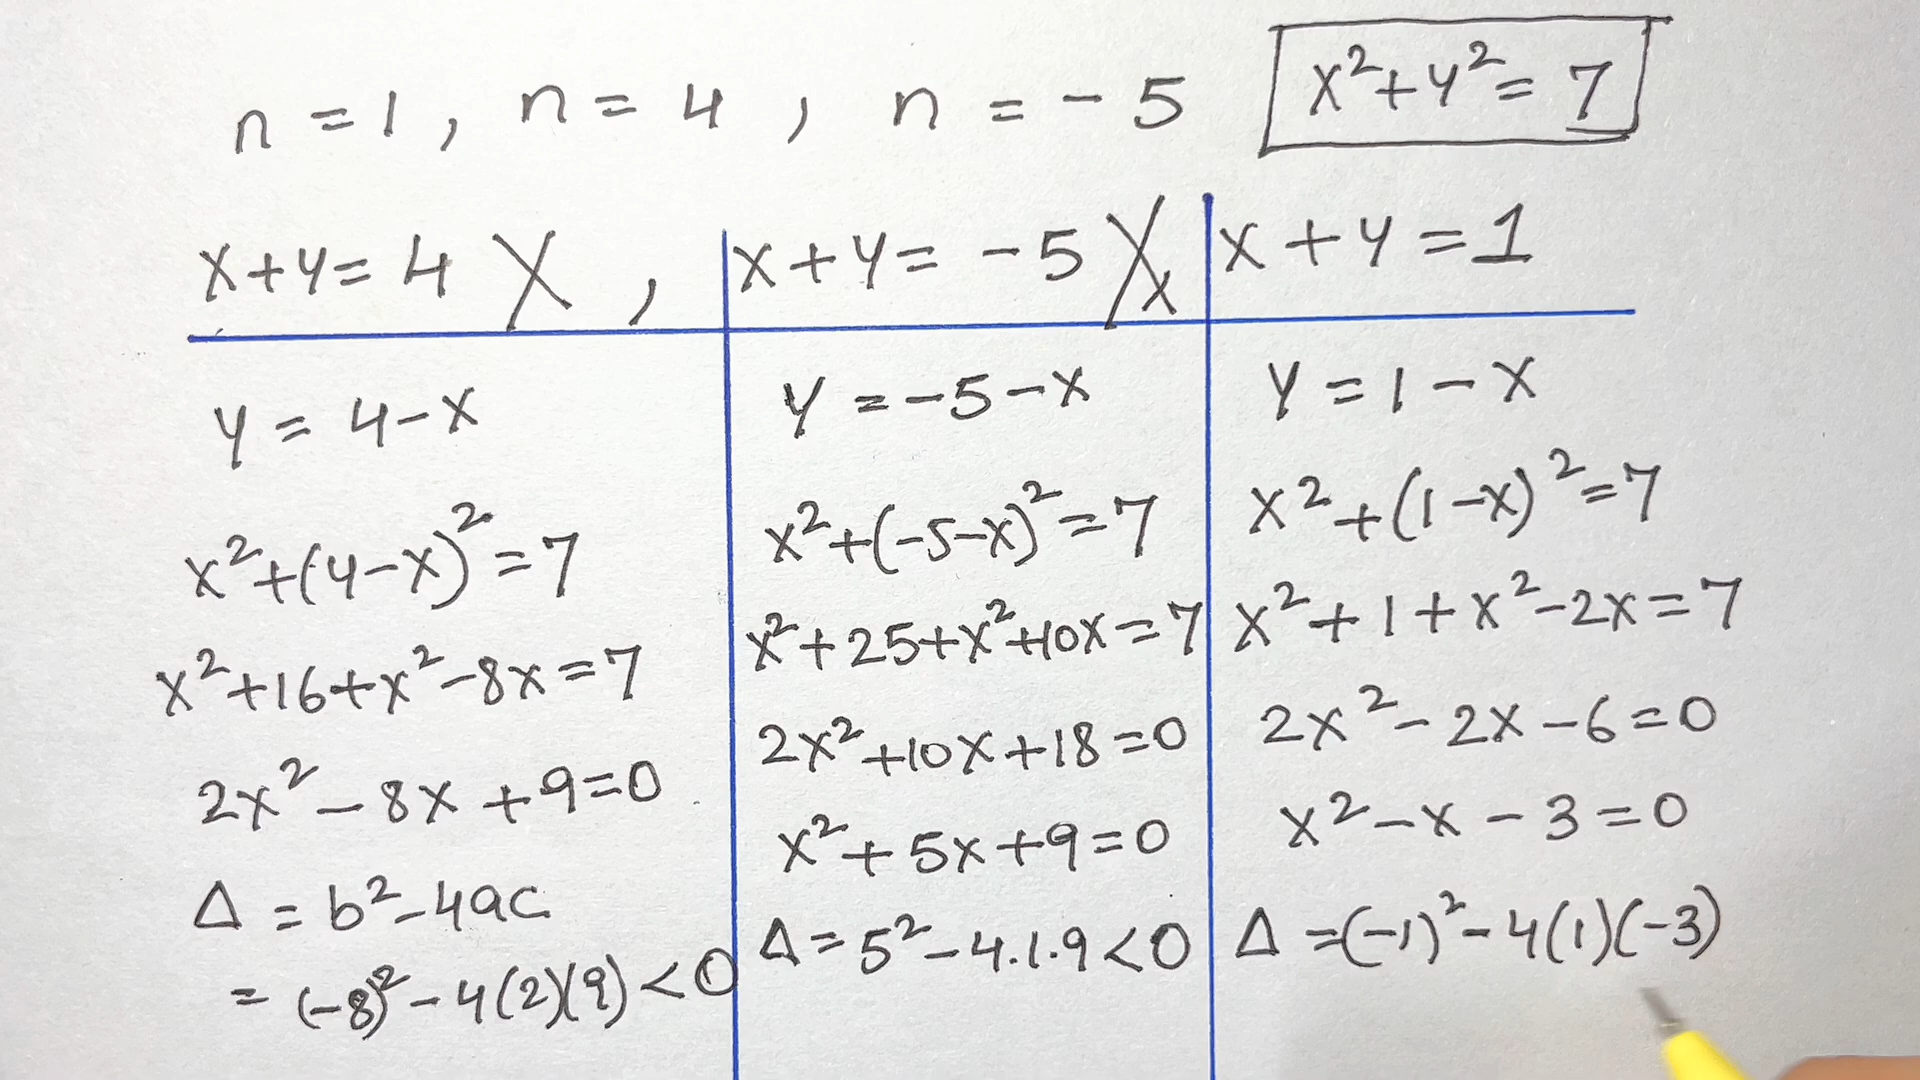 n = 1 , n = 4 , n = - 5
x² + y² = 7
x + y = 4 X ,
y = 4 - x
x² + (4 - x)² = 7
x² + 16 + x² - 8x = 7
2x² - 8x + 9 = 0
Δ = b² - 4ac
= (-8)² - 4(2)(9) < 0
x + y = - 5 X x
y = - 5 - x
x² + (-5 - x)² = 7
x² + 25 + x² + 10x = 7
2x² + 10x + 18 = 0
x² + 5x + 9 = 0
Δ = 5² - 4.1.9 < 0
x + y = 1
y = 1 - x
x² + (1 - x)² = 7
x² + 1 + x² - 2x = 7
2x² - 2x - 6 = 0
x² - x - 3 = 0
Δ = (-1)² - 4(1)(-3)